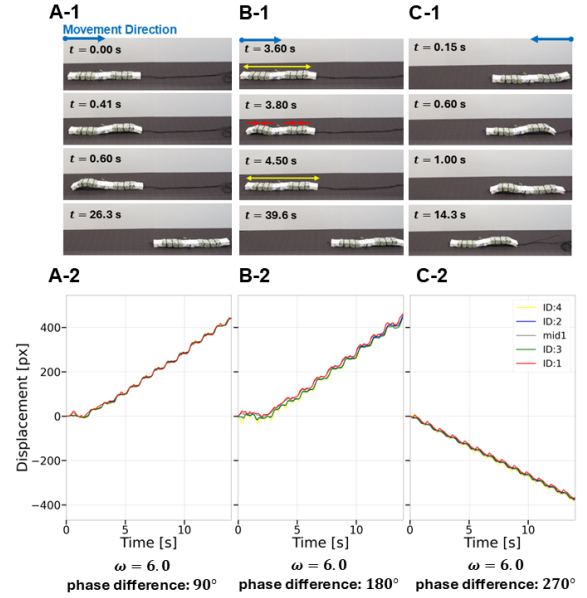 A-1
B-1
C-1
Movement Direction
t = 0.00 s
t = 3.60 s
t = 0.15 s
t = 0.41 s
t = 3.80 s
t = 0.60 s
t = 0.60 s
t = 4.50 s
t = 1.00 s
t = 26.3 s
t = 39.6 s
t = 14.3 s
A-2
B-2
C-2
Displacement [px]
400
200
0
−200
−400
ID:4
ID:2
mid1
ID:3
ID:1
0
5
10
0
5
10
0
5
10
Time [s]
Time [s]
Time [s]
ω = 6.0
ω = 6.0
ω = 6.0
phase difference: 90°
phase difference: 180°
phase difference: 270°